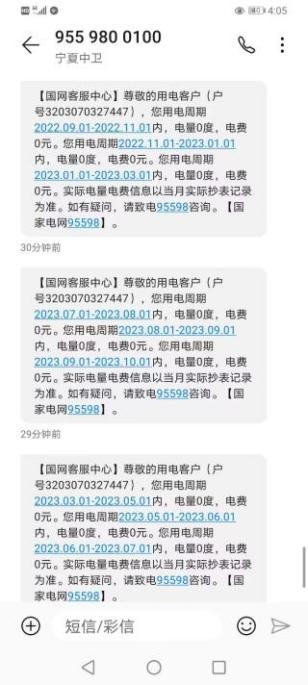 4:05
955 980 0100
宁夏中卫
【国网客服中心】尊敬的用电客户（户
号3203070327447），您用电周期
2022.09.01-2022.11.01内，电量0度，电费
0元。您用电周期2022.11.01-2023.01.01
内，电量0度，电费0元。您用电周期
2023.01.01-2023.03.01内，电量0度，电费
0元。实际电量电费信息以当月实际抄表记录
为准。如有疑问，请致电95598咨询。【国
家电网95598】。
30分钟前
【国网客服中心】尊敬的用电客户（户
号3203070327447），您用电周期
2023.07.01-2023.08.01内，电量0度，电费
0元。您用电周期2023.08.01-2023.09.01
内，电量0度，电费0元。您用电周期
2023.09.01-2023.10.01内，电量0度，电费
0元。实际电量电费信息以当月实际抄表记录
为准。如有疑问，请致电95598咨询。【国
家电网95598】。
29分钟前
【国网客服中心】尊敬的用电客户（户
号3203070327447），您用电周期
2023.03.01-2023.05.01内，电量0度，电费
0元。您用电周期2023.05.01-2023.06.01
内，电量0度，电费0元。您用电周期
2023.06.01-2023.07.01内，电量0度，电费
0元。实际电量电费信息以当月实际抄表记录
为准。如有疑问，请致电95598咨询。【国
家电网95598】。
短信/彩信